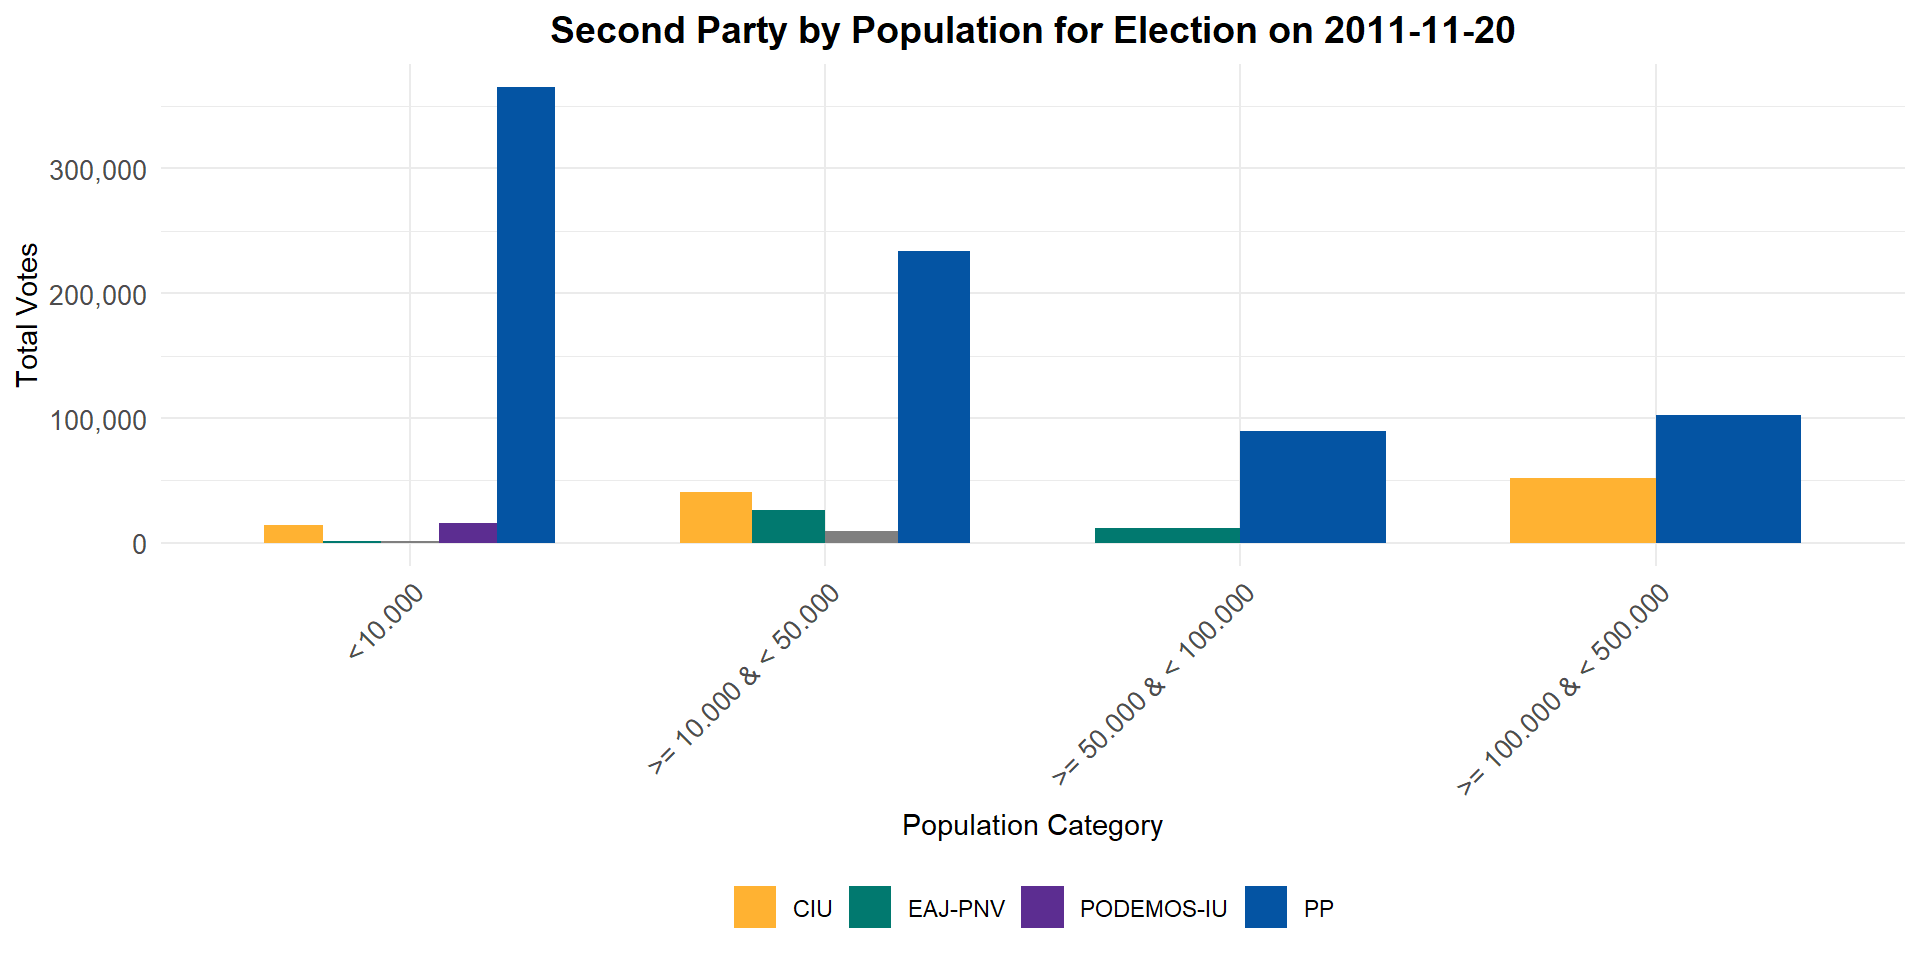 Second Party by Population for Election on 2011-11-20
Total Votes
300,000
200,000
100,000
0
<10.000
>= 10.000 & < 50.000
>= 50.000 & < 100.000
>= 100.000 & < 500.000
Population Category
CIU EAJ-PNV PODEMOS-IU PP